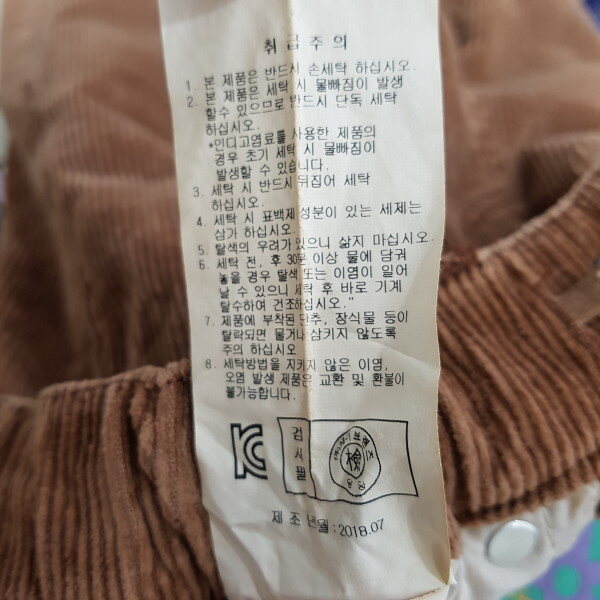 취급주의
1. 본 제품은 반드시 손세탁 하십시오.
2. 본 제품은 세탁 시 물빠짐이 발생
할수 있으므로 반드시 단독 세탁
하십시오.
*인디고염료를 사용한 제품의
경우 초기 세탁 시 물빠짐이
발생할 수 있습니다.
3. 세탁 시 반드시 뒤집어 세탁
하십시오.
4. 세탁 시 표백제 성분이 있는 세제는
삼가 하십시오.
5. 탈색의 우려가 있으니 삶지 마십시오.
6. 세탁 전, 후 30분 이상 물에 담궈
놓을 경우 탈색 또는 이염이 일어
날 수 있으니 세탁 후 바로 기계
탈수하여 건조하십시오."
7. 제품에 부착된 단추, 장식물 등이
탈락되면 물거나 삼키지 않도록
주의 하십시오
8. 세탁방법을 지키지 않은 이염,
오염 발생 제품은 교환 및 환불이
불가능합니다.
KC
검사필
檢
제조년월:2018.07